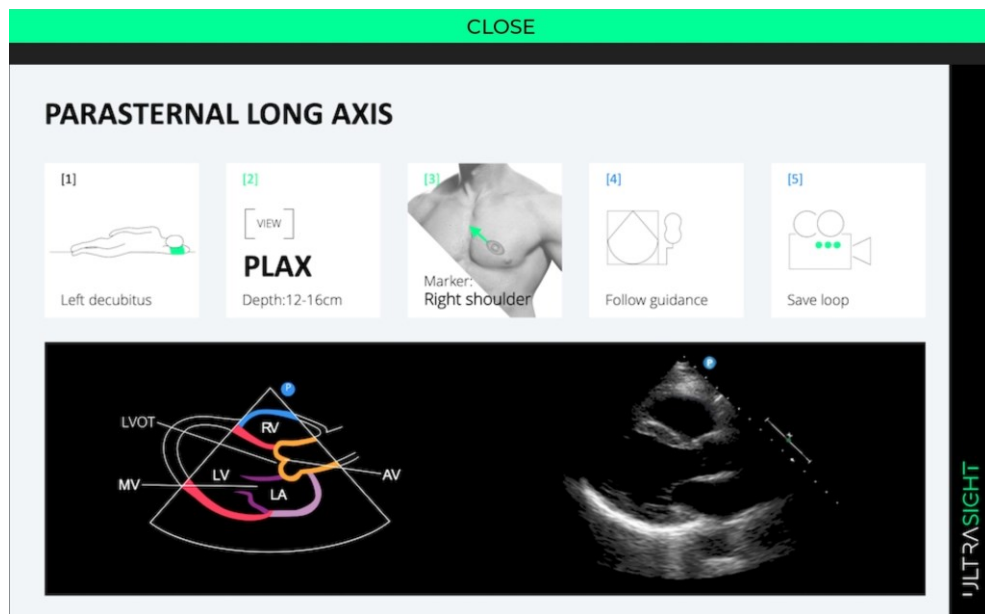 CLOSE
PARASTERNAL LONG AXIS
[1]
Left decubitus
[2]
VIEW
PLAX
Depth:12-16cm
[3]
Marker:
Right shoulder
[4]
Follow guidance
[5]
Save loop
P
LVOT
RV
LV
MV
LA
AV
P
ULTRASIGHT